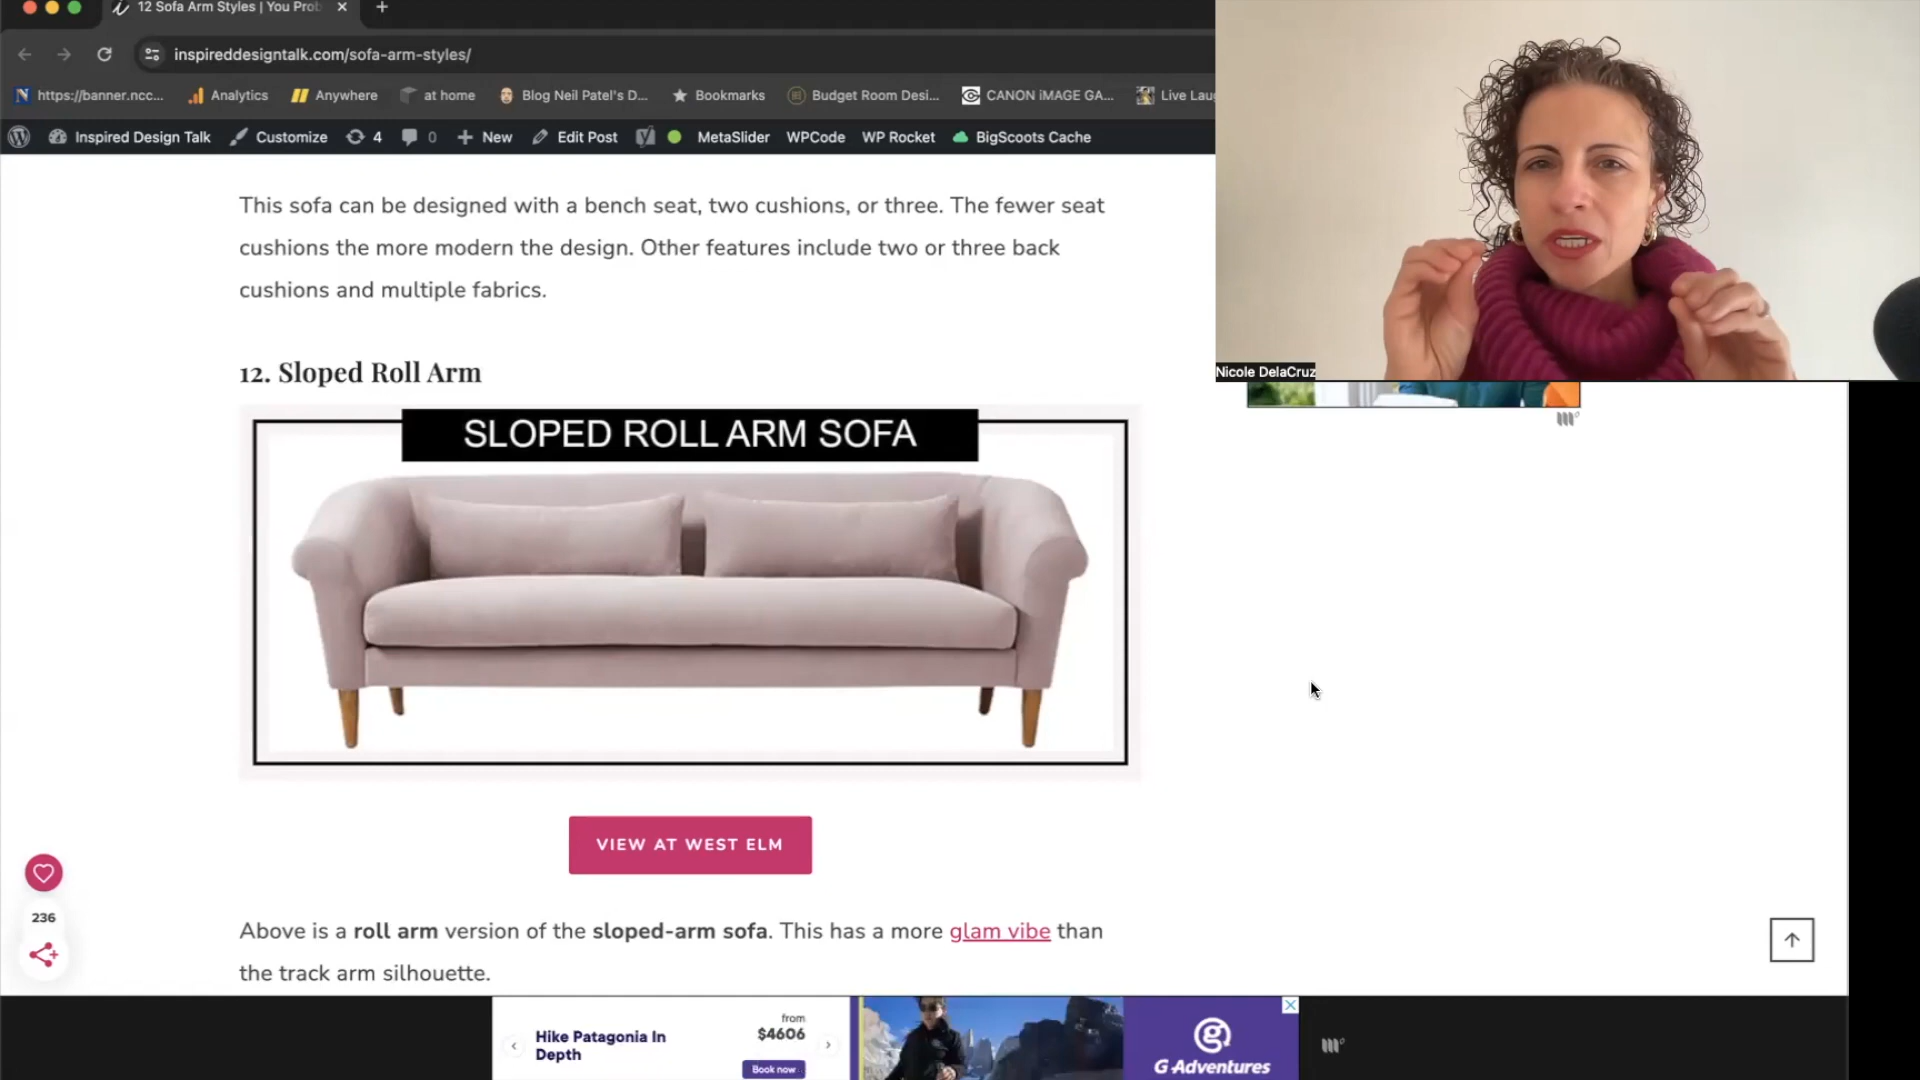 12 Sofa Arm Styles | You Prob
inspireddesigntalk.com/sofa-arm-styles/
https://banner.ncc... Analytics Anywhere at home Blog Neil Patel's D... Bookmarks Budget Room Desi... CANON iMAGE GA... Live Lau
Inspired Design Talk Customize 4 0 New Edit Post MetaSlider WPCode WP Rocket BigScoots Cache
This sofa can be designed with a bench seat, two cushions, or three. The fewer seat
cushions the more modern the design. Other features include two or three back
cushions and multiple fabrics.
Nicole DelaCruz
12. Sloped Roll Arm
SLOPED ROLL ARM SOFA
VIEW AT WEST ELM
236
Above is a roll arm version of the sloped-arm sofa. This has a more glam vibe than
the track arm silhouette.
Hike Patagonia In
Depth
from
$4606
Book now
G Adventures